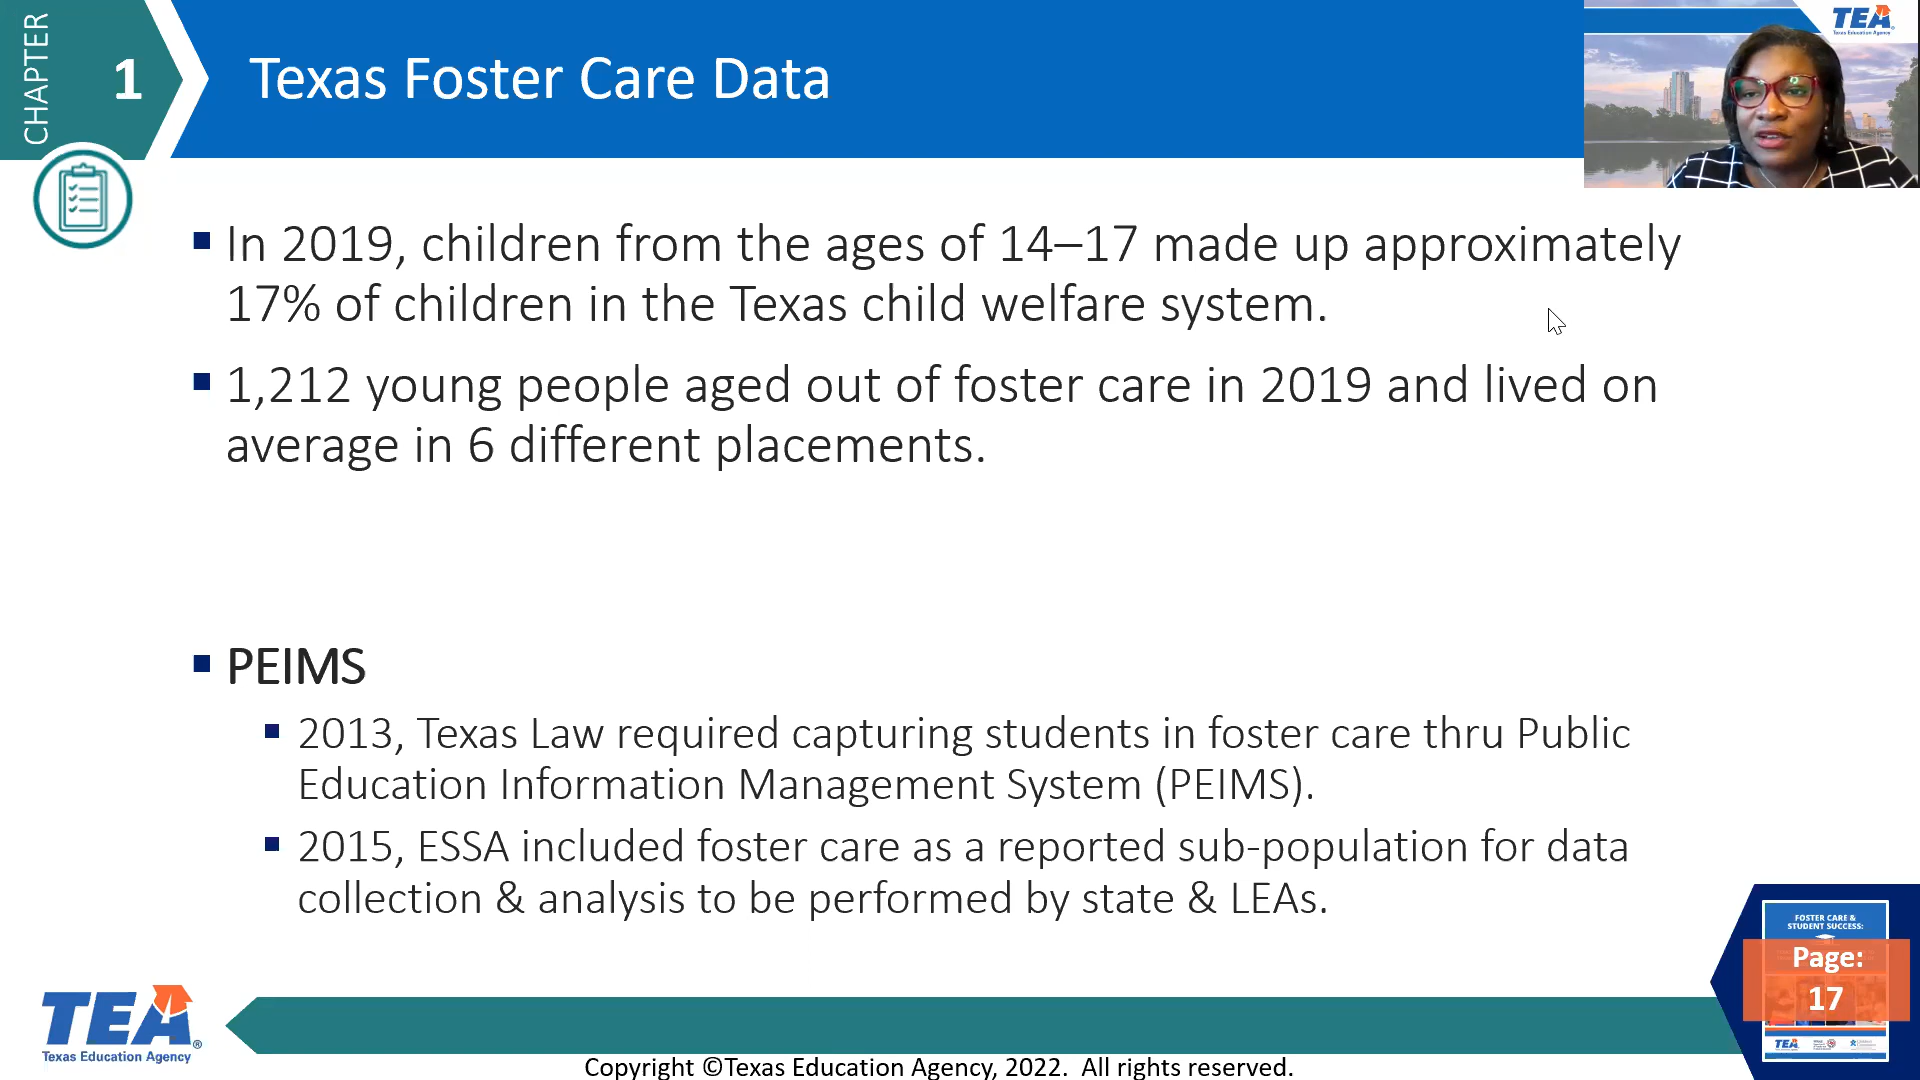 CHAPTER
1
Texas Foster Care Data
TEA
Texas Education Agency
In 2019, children from the ages of 14–17 made up approximately
17% of children in the Texas child welfare system.
1,212 young people aged out of foster care in 2019 and lived on
average in 6 different placements.
PEIMS
2013, Texas Law required capturing students in foster care thru Public
Education Information Management System (PEIMS).
2015, ESSA included foster care as a reported sub-population for data
collection & analysis to be performed by state & LEAs.
FOSTER CARE &
STUDENT SUCCESS:
Page:
17
TEA
TEA®
Texas Education Agency
Copyright ©Texas Education Agency, 2022. All rights reserved.